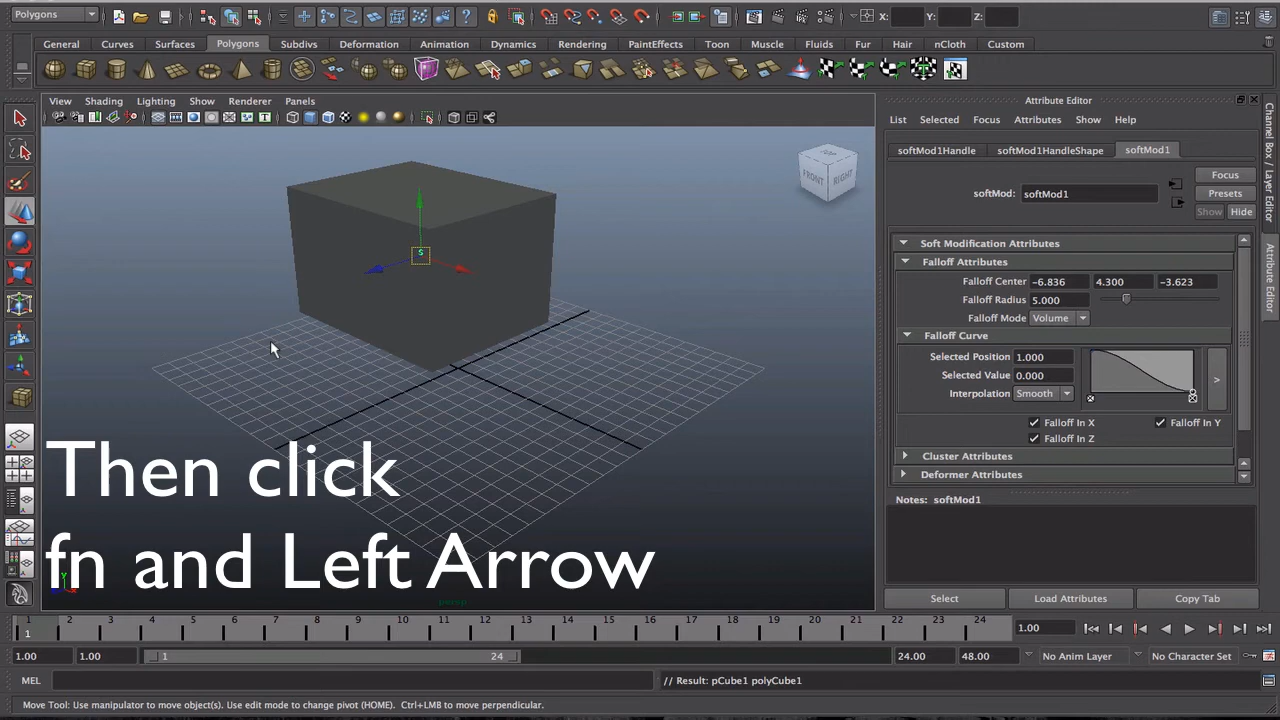 Polygons
X: Y: Z:
General Curves Surfaces Polygons Subdivs Deformation Animation Dynamics Rendering PaintEffects Toon Muscle Fluids Fur Hair nCloth Custom
View Shading Lighting Show Renderer Panels
Attribute Editor
List Selected Focus Attributes Show Help
softMod1Handle softMod1HandleShape softMod1
Focus
softMod: softMod1
Presets
Show Hide
Soft Modification Attributes
Falloff Attributes
Falloff Center -6.836 4.300 -3.623
Falloff Radius 5.000
Falloff Mode Volume
Falloff Curve
Selected Position 1.000
Selected Value 0.000
Interpolation Smooth
>
Falloff In X Falloff In Y
Falloff In Z
Cluster Attributes
Deformer Attributes
Notes: softMod1
Select Load Attributes Copy Tab
Channel Box / Layer Editor
Attribute Editor
TOP
FRONT RIGHT
S
Then click
fn and Left Arrow
Y
X
persp
1 2 3 4 5 6 7 8 9 10 11 12 13 14 15 16 17 18 19 20 21 22 23 24
1
1.00
1.00 1.00 1 24 24.00 48.00 No Anim Layer No Character Set
MEL // Result: pCube1 polyCube1
Move Tool: Use manipulator to move object(s). Use edit mode to change pivot (HOME). Ctrl+LMB to move perpendicular.